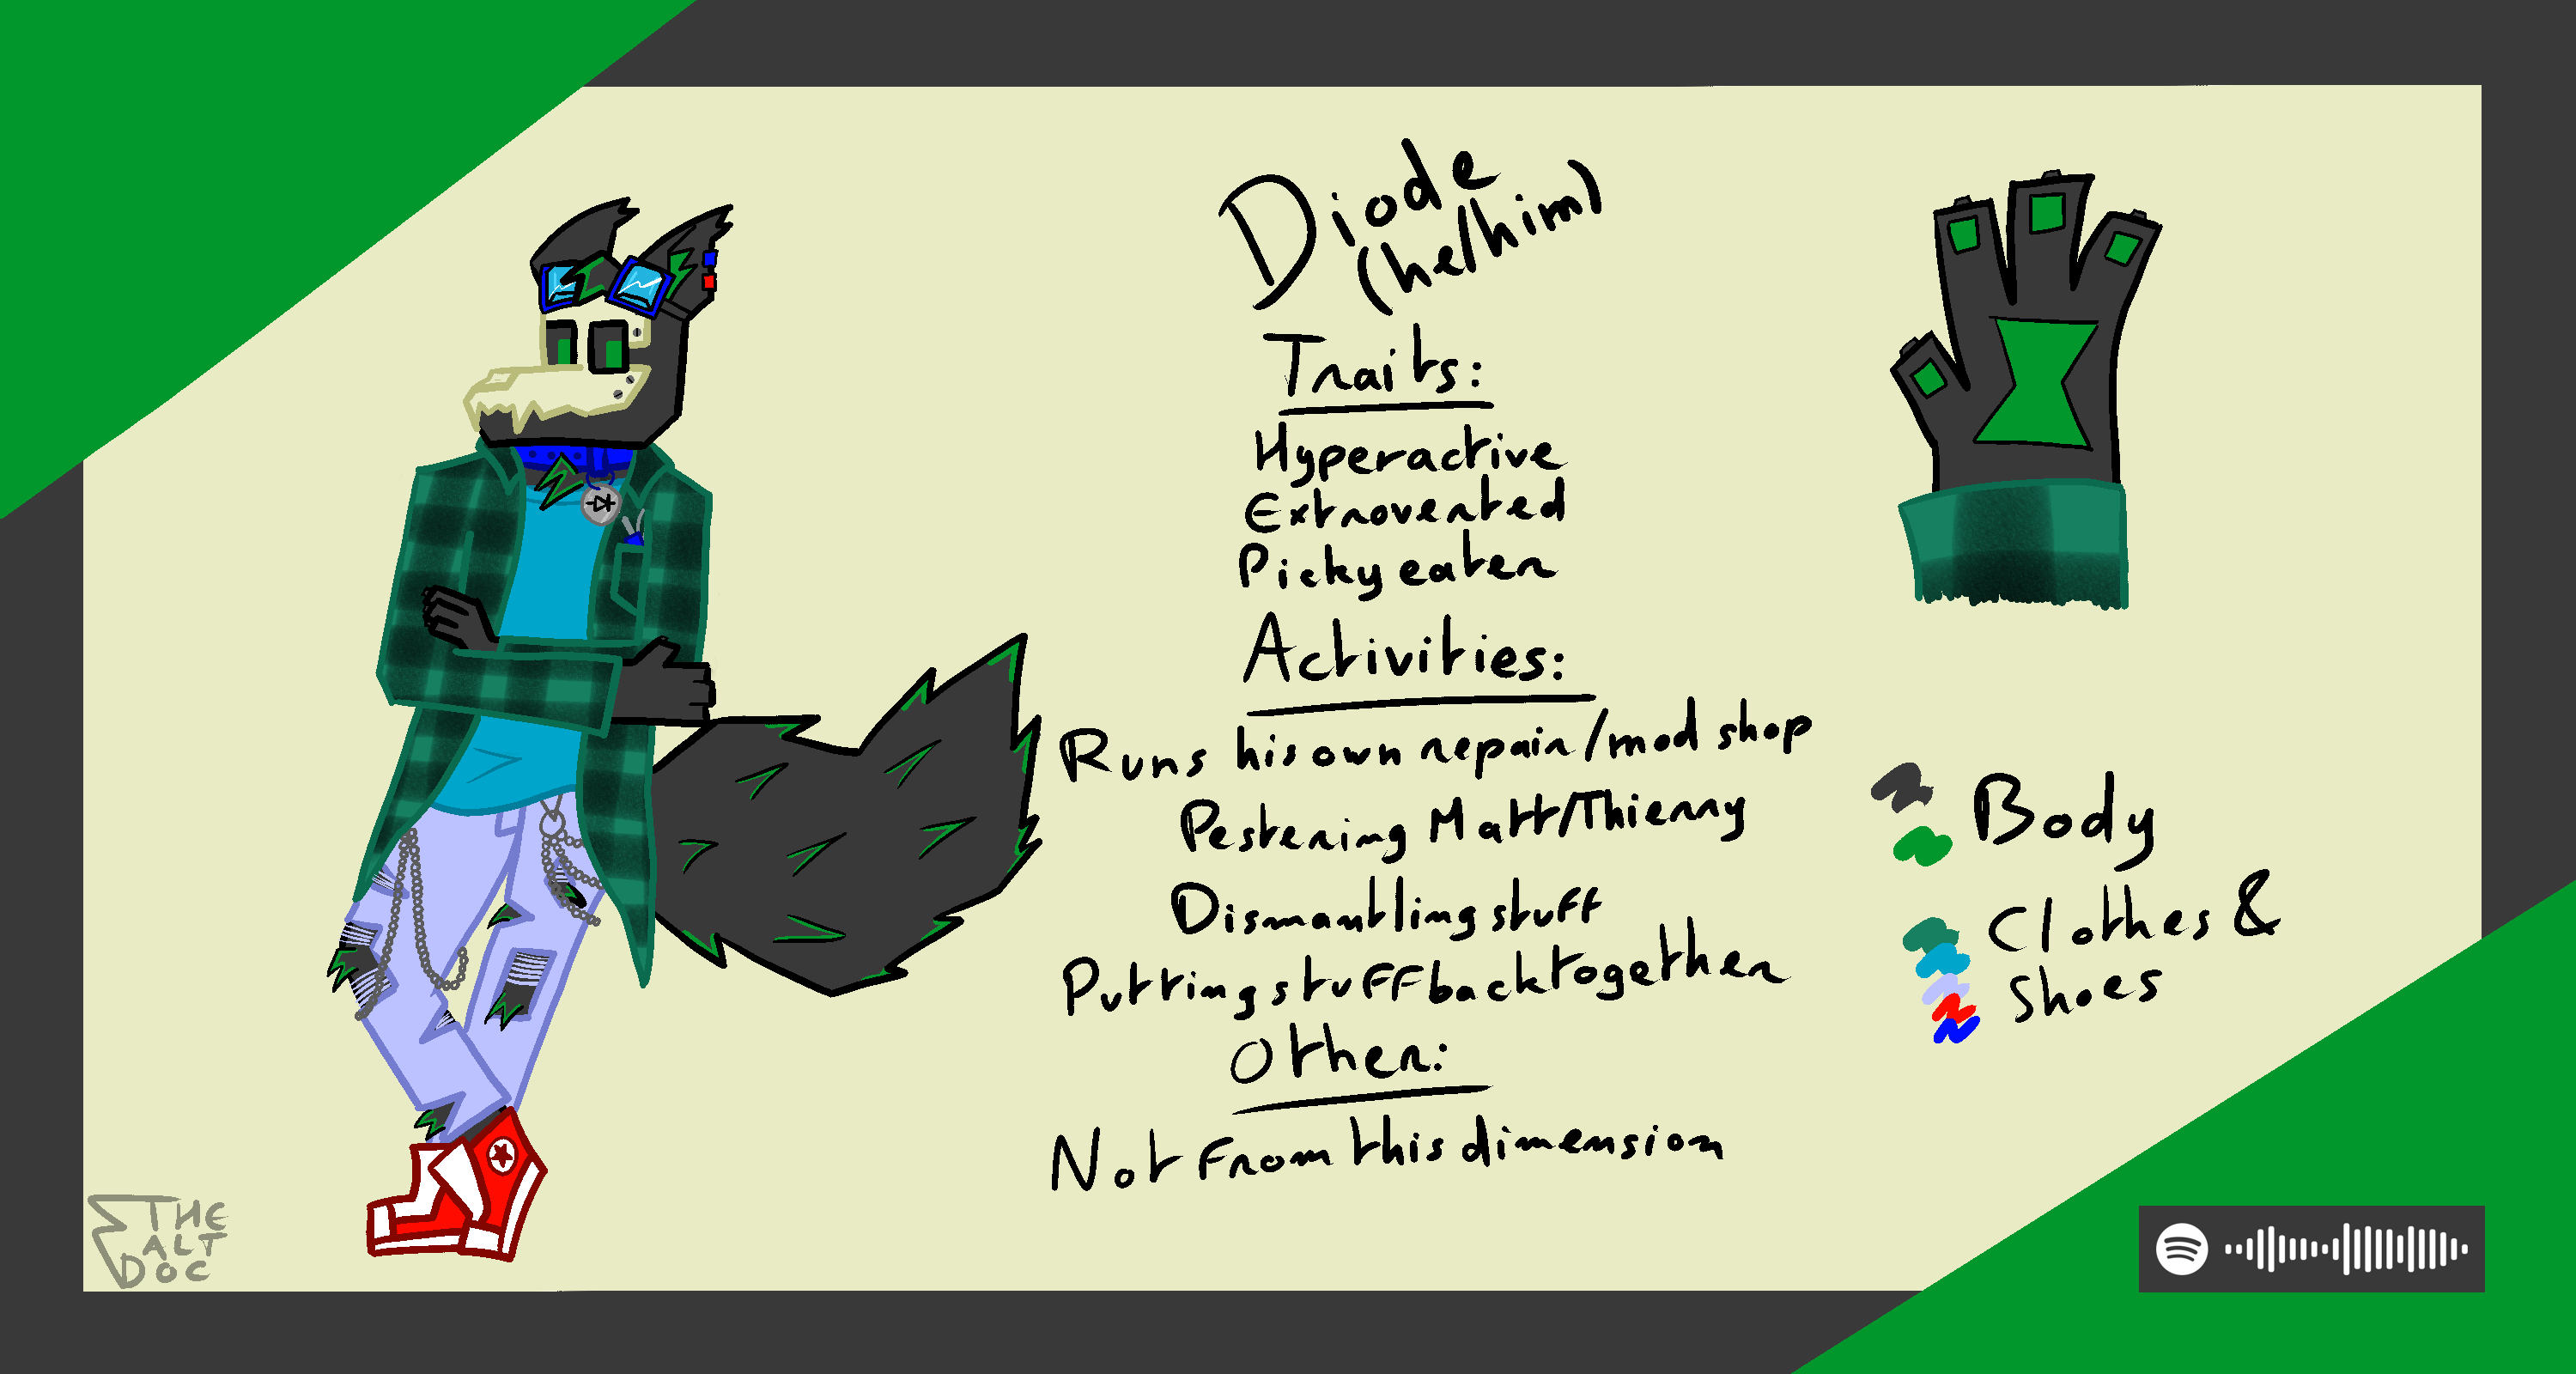 Diode
(he/him)
Traits:
Hyperactive
Extroverted
Picky eater
Activities:
Runs his own repair/mod shop
Pestering Matt/Thierry
Dismantling stuff
Putting stuff back together
Other:
Not from this dimension
Body
Clothes &
Shoes
THE
ALT
DOC